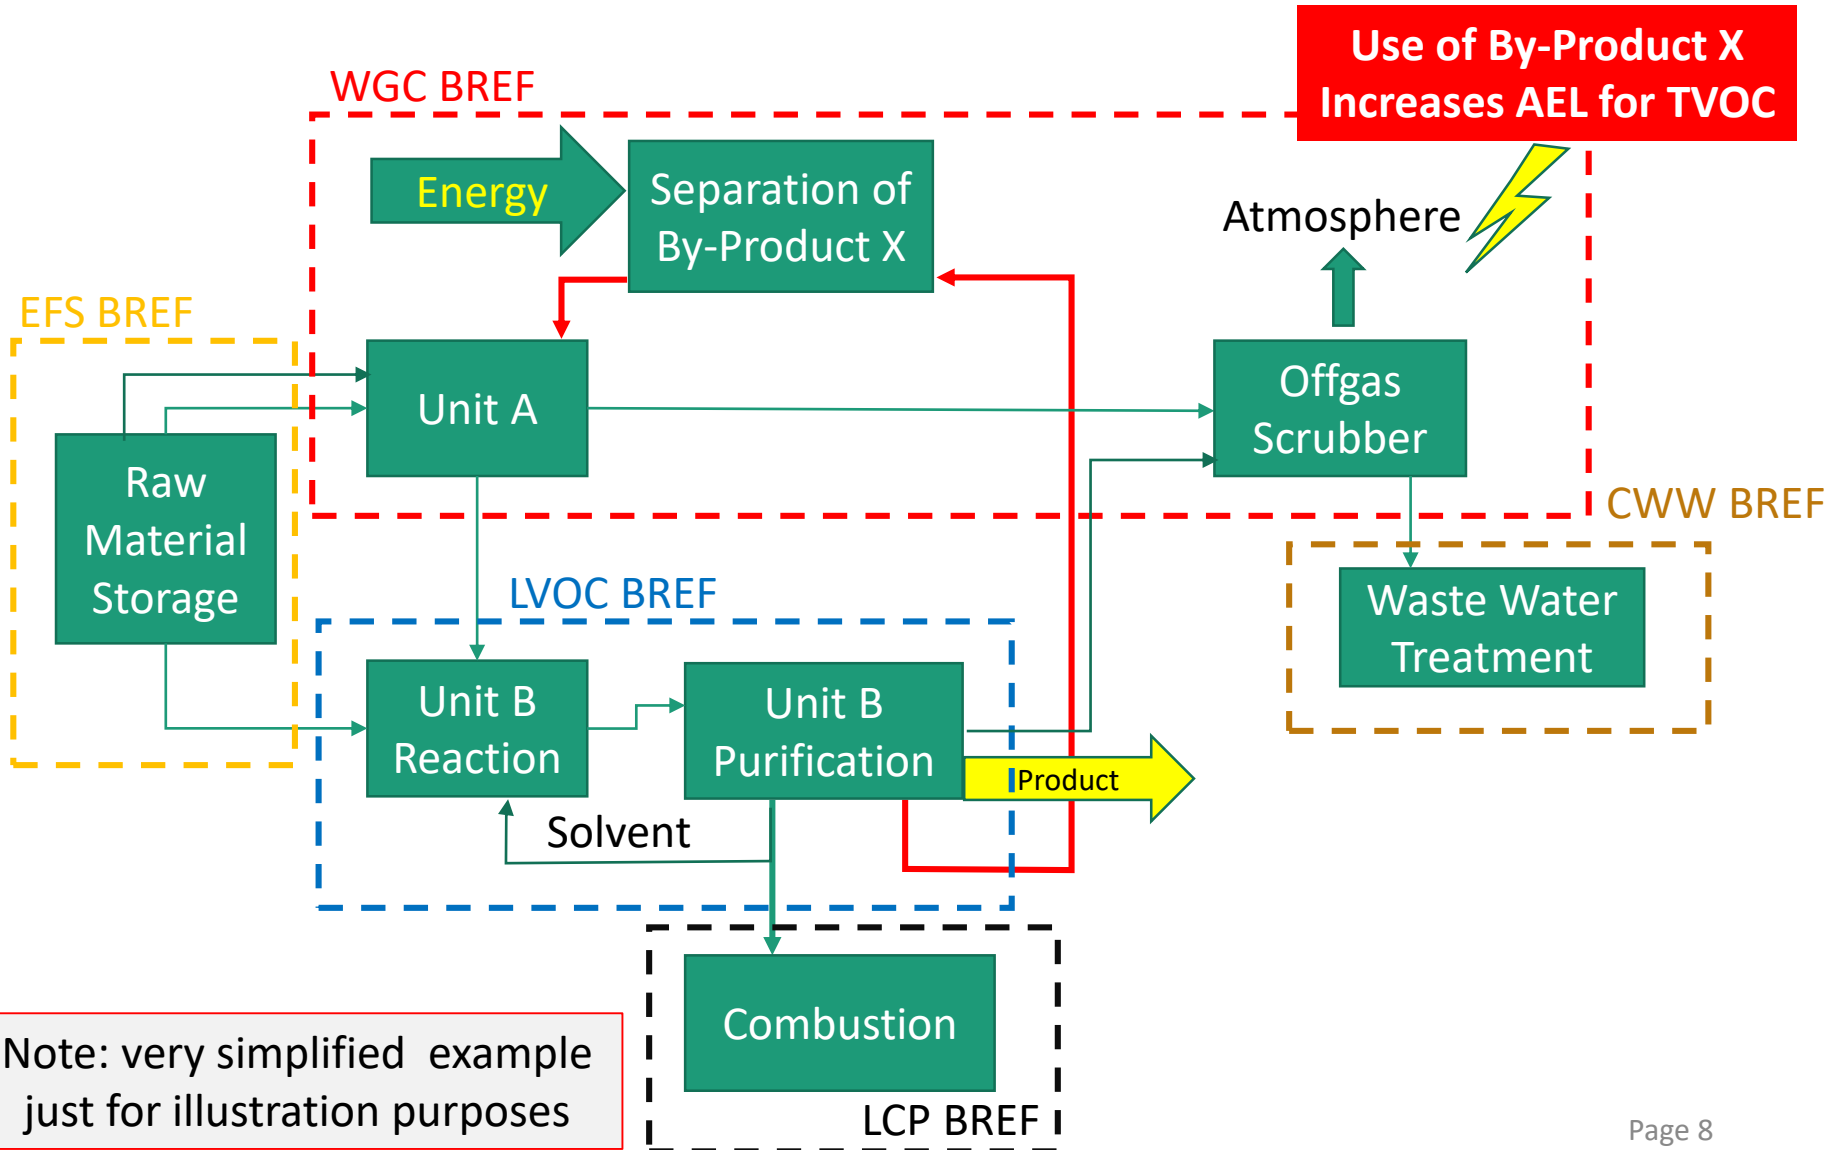 Use of By-Product X
Increases AEL for TVOC
WGC BREF
Energy
Separation of
By-Product X
Atmosphere
EFS BREF
Unit A
Offgas
Scrubber
Raw
Material
Storage
CWW BREF
LVOC BREF
Waste Water
Treatment
Unit B
Reaction
Unit B
Purification
Product
Solvent
Combustion
LCP BREF
Note: very simplified  example
just for illustration purposes
Page 8